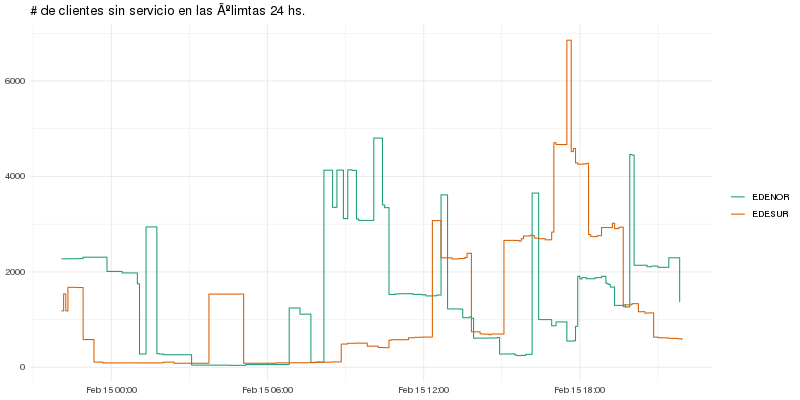 # de clientes sin servicio en las Ãºlimtas 24 hs.
6000
4000
2000
0
Feb 15 00:00
Feb 15 06:00
Feb 15 12:00
Feb 15 18:00
EDENOR
EDESUR